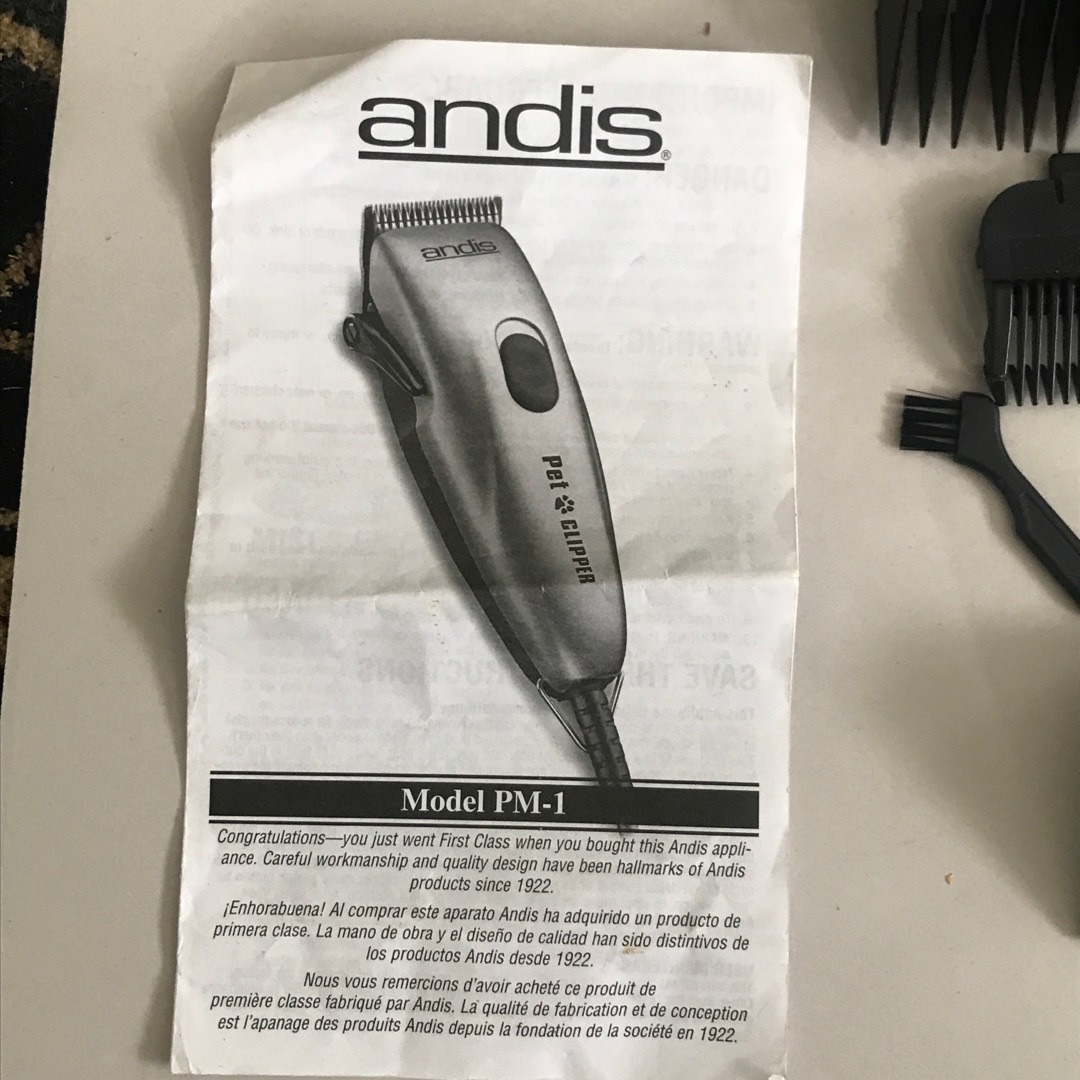 andis®
andis
Pet CLIPPER
Model PM-1
Congratulations—you just went First Class when you bought this Andis appli-
ance. Careful workmanship and quality design have been hallmarks of Andis
products since 1922.
¡Enhorabuena! Al comprar este aparato Andis ha adquirido un producto de
primera clase. La mano de obra y el diseño de calidad han sido distintivos de
los productos Andis desde 1922.
Nous vous remercions d'avoir acheté ce produit de
première classe fabriqué par Andis. La qualité de fabrication et de conception
est l'apanage des produits Andis depuis la fondation de la société en 1922.